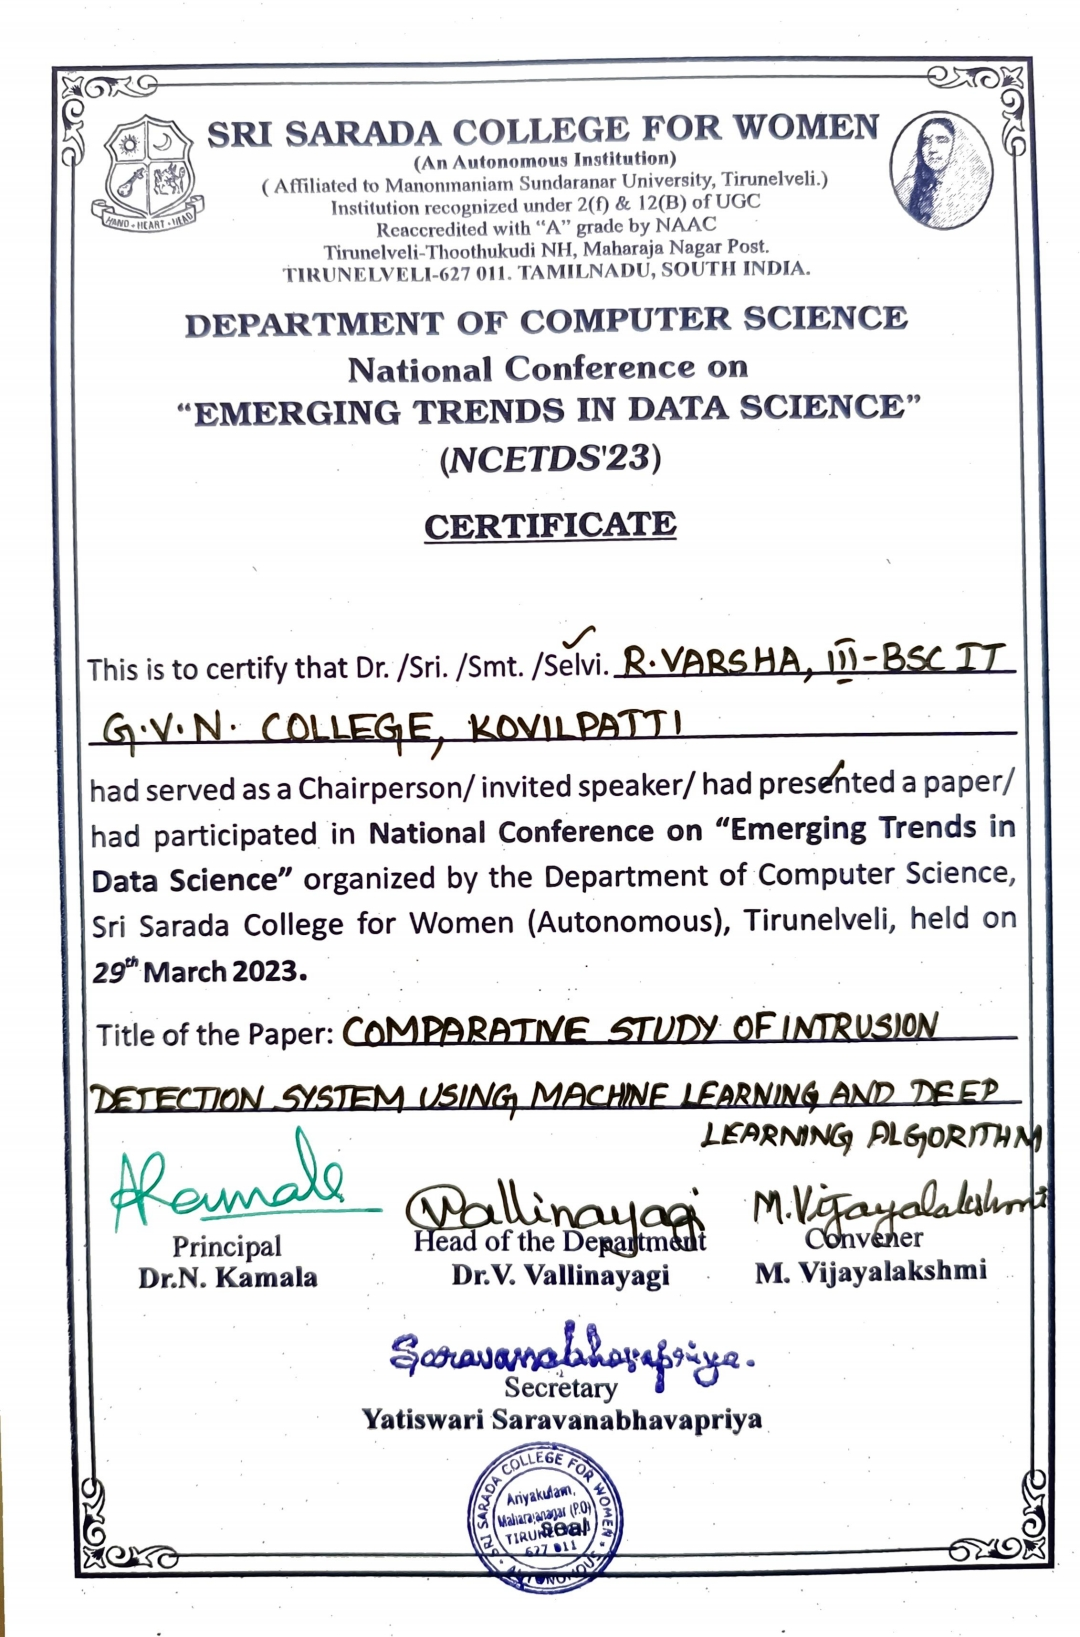 SRI SARADA COLLEGE FOR WOMEN
(An Autonomous Institution)
( Affiliated to Manonmaniam Sundaranar University, Tirunelveli.)
Institution recognized under 2(f) & 12(B) of UGC
Reaccredited with “A” grade by NAAC
Tirunelveli-Thoothukudi NH, Maharaja Nagar Post.
TIRUNELVELI-627 011. TAMILNADU, SOUTH INDIA.
HAND - HEART - HEAD
DEPARTMENT OF COMPUTER SCIENCE
National Conference on
“EMERGING TRENDS IN DATA SCIENCE”
(NCETDS'23)
CERTIFICATE
This is to certify that Dr. /Sri. /Smt. /Selvi. R.VARSHA, III-BSC IT
G.V.N. COLLEGE, KOVILPATTI
had served as a Chairperson/ invited speaker/ had presented a paper/
had participated in National Conference on “Emerging Trends in
Data Science” organized by the Department of Computer Science,
Sri Sarada College for Women (Autonomous), Tirunelveli, held on
29th March 2023.
Title of the Paper: COMPARATIVE STUDY OF INTRUSION
DETECTION SYSTEM USING MACHINE LEARNING AND DEEP
LEARNING ALGORITHM
Vallinayagi M.Vijayalakshmi
Principal Head of the Department Convener
Dr.N. Kamala Dr.V. Vallinayagi M. Vijayalakshmi
Saravanabhavapriya.
Secretary
Yatiswari Saravanabhavapriya
SRI SARADA COLLEGE FOR WOMEN
Ariyakulam,
Maharajanagar (P.O)
seal
627 011
AUTONOMOUS